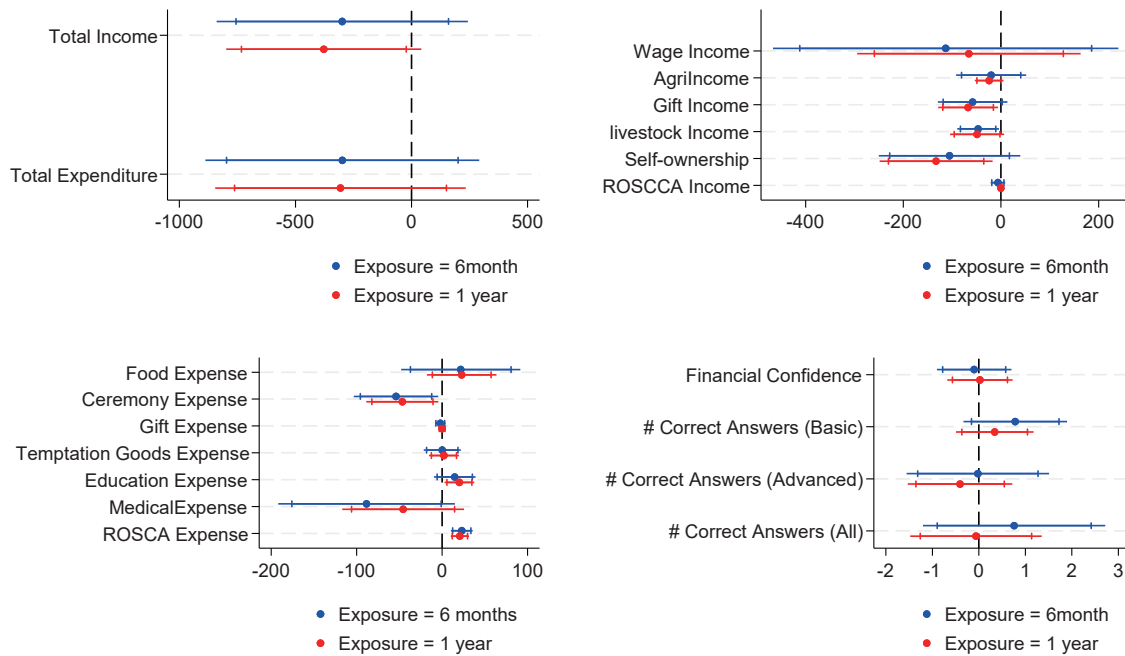 Total Income
Total Expenditure
-1000 -500 0 500
Exposure = 6month
Exposure = 1 year
Wage Income
AgriIncome
Gift Income
livestock Income
Self-ownership
ROSCCA Income
-400 -200 0 200
Exposure = 6month
Exposure = 1 year
Food Expense
Ceremony Expense
Gift Expense
Temptation Goods Expense
Education Expense
MedicalExpense
ROSCA Expense
-200 -100 0 100
Exposure = 6 months
Exposure = 1 year
Financial Confidence
# Correct Answers (Basic)
# Correct Answers (Advanced)
# Correct Answers (All)
-2 -1 0 1 2 3
Exposure = 6month
Exposure = 1 year